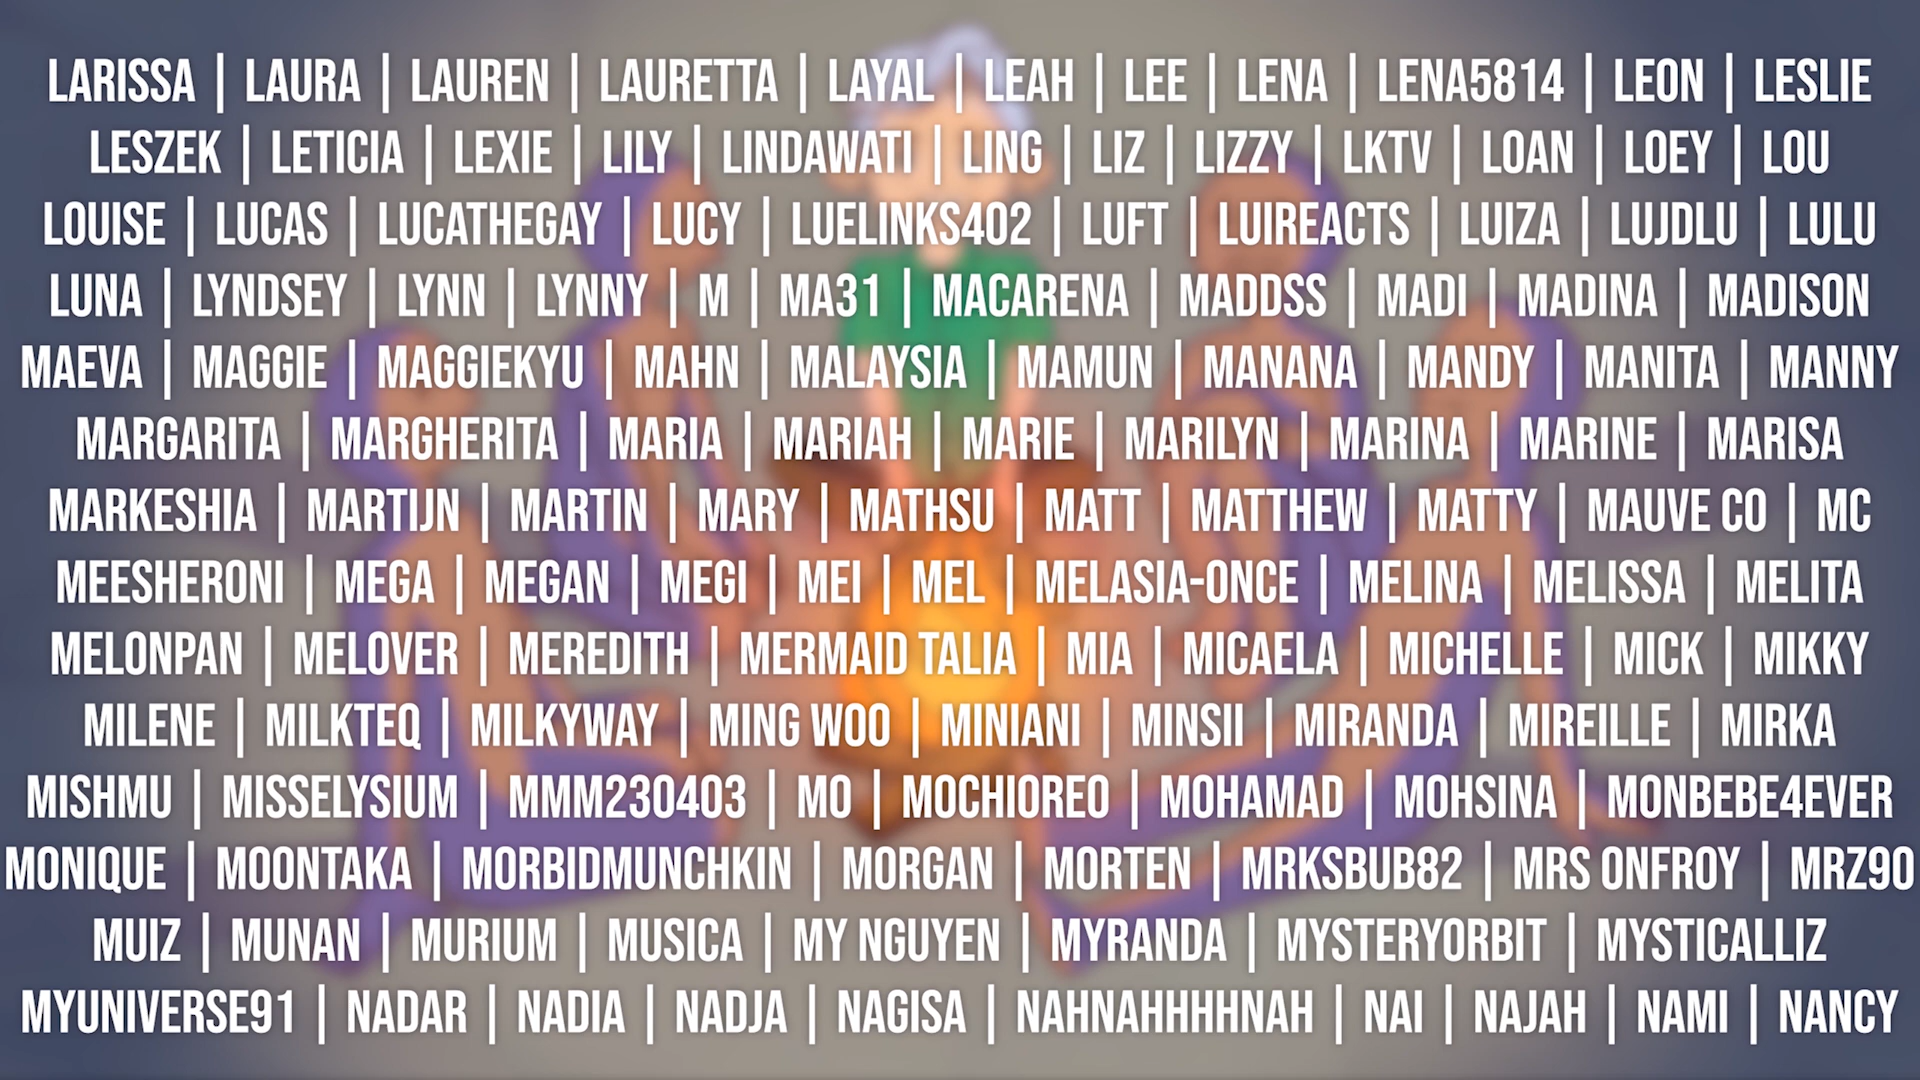 LARISSA | LAURA | LAUREN | LAURETTA | LAYAL | LEAH | LEE | LENA | LENA5814 | LEON | LESLIE
LESZEK | LETICIA | LEXIE | LILY | LINDAWATI | LING | LIZ | LIZZY | LKTV | LOAN | LOEY | LOU
LOUISE | LUCAS | LUCATHEGAY | LUCY | LUELINKS402 | LUFT | LUIREACTS | LUIZA | LUJDLU | LULU
LUNA | LYNDSEY | LYNN | LYNNY | M | MA31 | MACARENA | MADDSS | MADI | MADINA | MADISON
MAEVA | MAGGIE | MAGGIEKYU | MAHN | MALAYSIA | MAMUN | MANANA | MANDY | MANITA | MANNY
MARGARITA | MARGHERITA | MARIA | MARIAH | MARIE | MARILYN | MARINA | MARINE | MARISA
MARKESHIA | MARTIJN | MARTIN | MARY | MATHSU | MATT | MATTHEW | MATTY | MAUVE CO | MC
MEESHERONI | MEGA | MEGAN | MEGI | MEI | MEL | MELASIA-ONCE | MELINA | MELISSA | MELITA
MELONPAN | MELOVER | MEREDITH | MERMAID TALIA | MIA | MICAELA | MICHELLE | MICK | MIKKY
MILENE | MILKTEQ | MILKYWAY | MING WOO | MINIANI | MINSII | MIRANDA | MIREILLE | MIRKA
MISHMU | MISSELYSIUM | MMM230403 | MO | MOCHIOREO | MOHAMAD | MOHSINA | MONBEBE4EVER
MONIQUE | MOONTAKA | MORBIDMUNCHKIN | MORGAN | MORTEN | MRKSBUB82 | MRS ONFROY | MRZ90
MUIZ | MUNAN | MURIUM | MUSICA | MY NGUYEN | MYRANDA | MYSTERYORBIT | MYSTICALLIZ
MYUNIVERSE91 | NADAR | NADIA | NADJA | NAGISA | NAHNAHHHHNAH | NAI | NAJAH | NAMI | NANCY